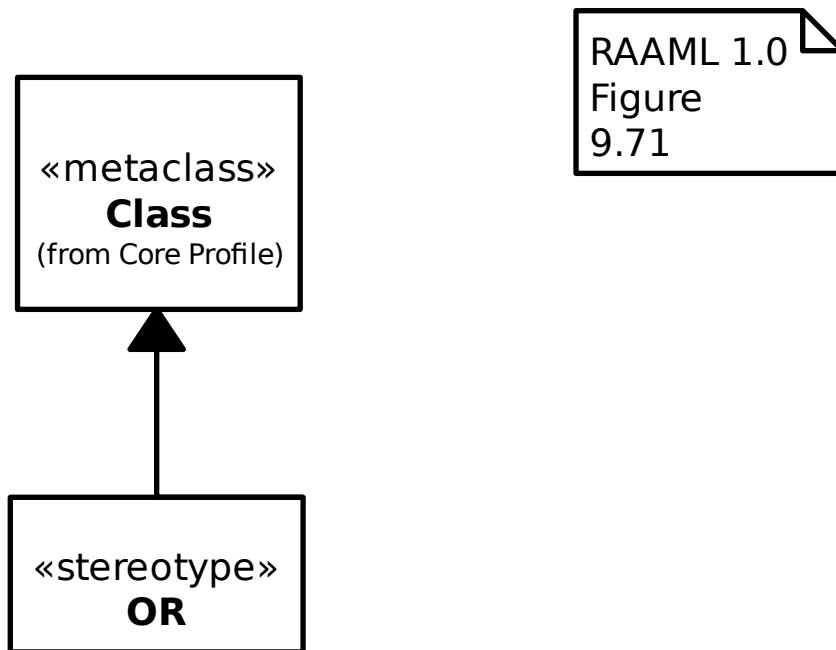 RAAML 1.0
Figure
9.71
«metaclass»
Class
(from Core Profile)
«stereotype»
OR